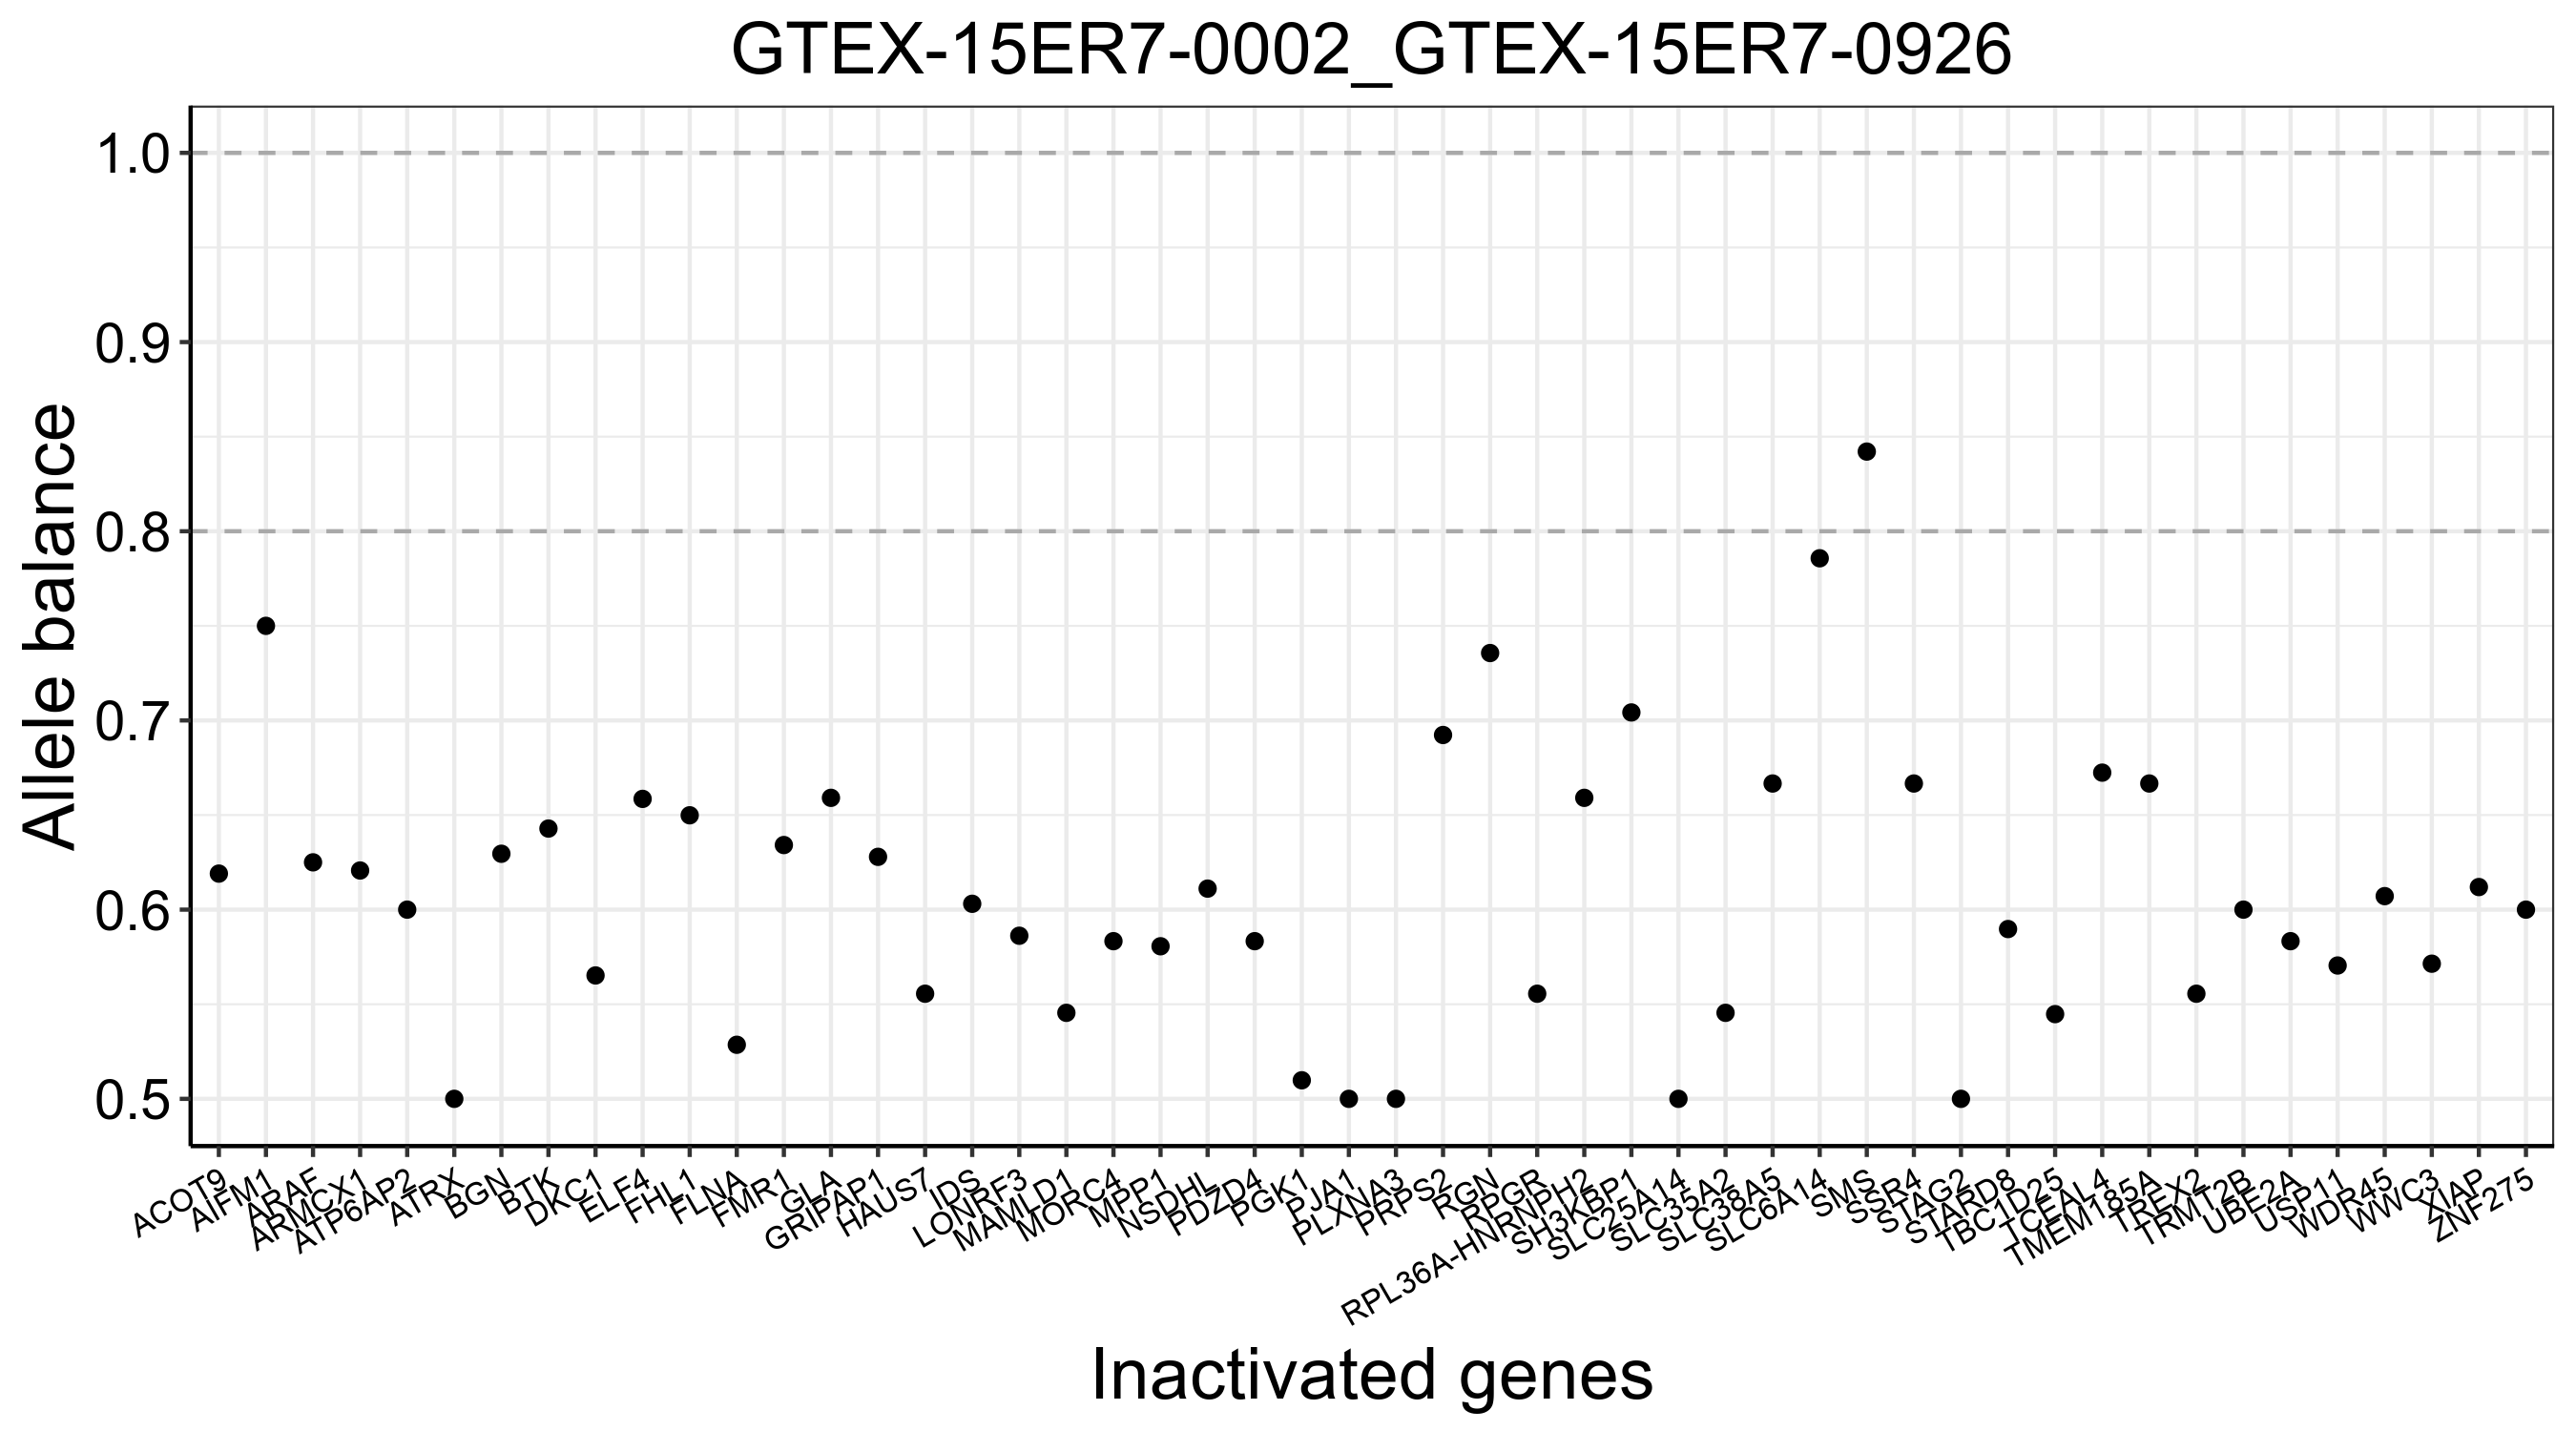 GTEX-15ER7-0002_GTEX-15ER7-0926
Allele balance
1.0
0.9
0.8
0.7
0.6
0.5
ACOT9
AIFM1
ARAF
ARMCX1
ATP6AP2
ATRX
BGN
BTK
DKC1
ELF4
FHL1
FLNA
FMR1
GLA
GRIPAP1
HAUS7
IDS
LONRF3
MAMLD1
MORC4
MPP1
NSDHL
PDZD4
PGK1
PJA1
PLXNA3
PRPS2
RGN
RPGR
RPL36A-HNRNPH2
SH3KBP1
SLC25A14
SLC35A2
SLC38A5
SLC6A14
SMS
SSR4
STAG2
STARD8
TBC1D25
TCEAL4
TMEM185A
TREX2
TRMT2B
UBE2A
USP11
WDR45
WWC3
XIAP
ZNF275
Inactivated genes